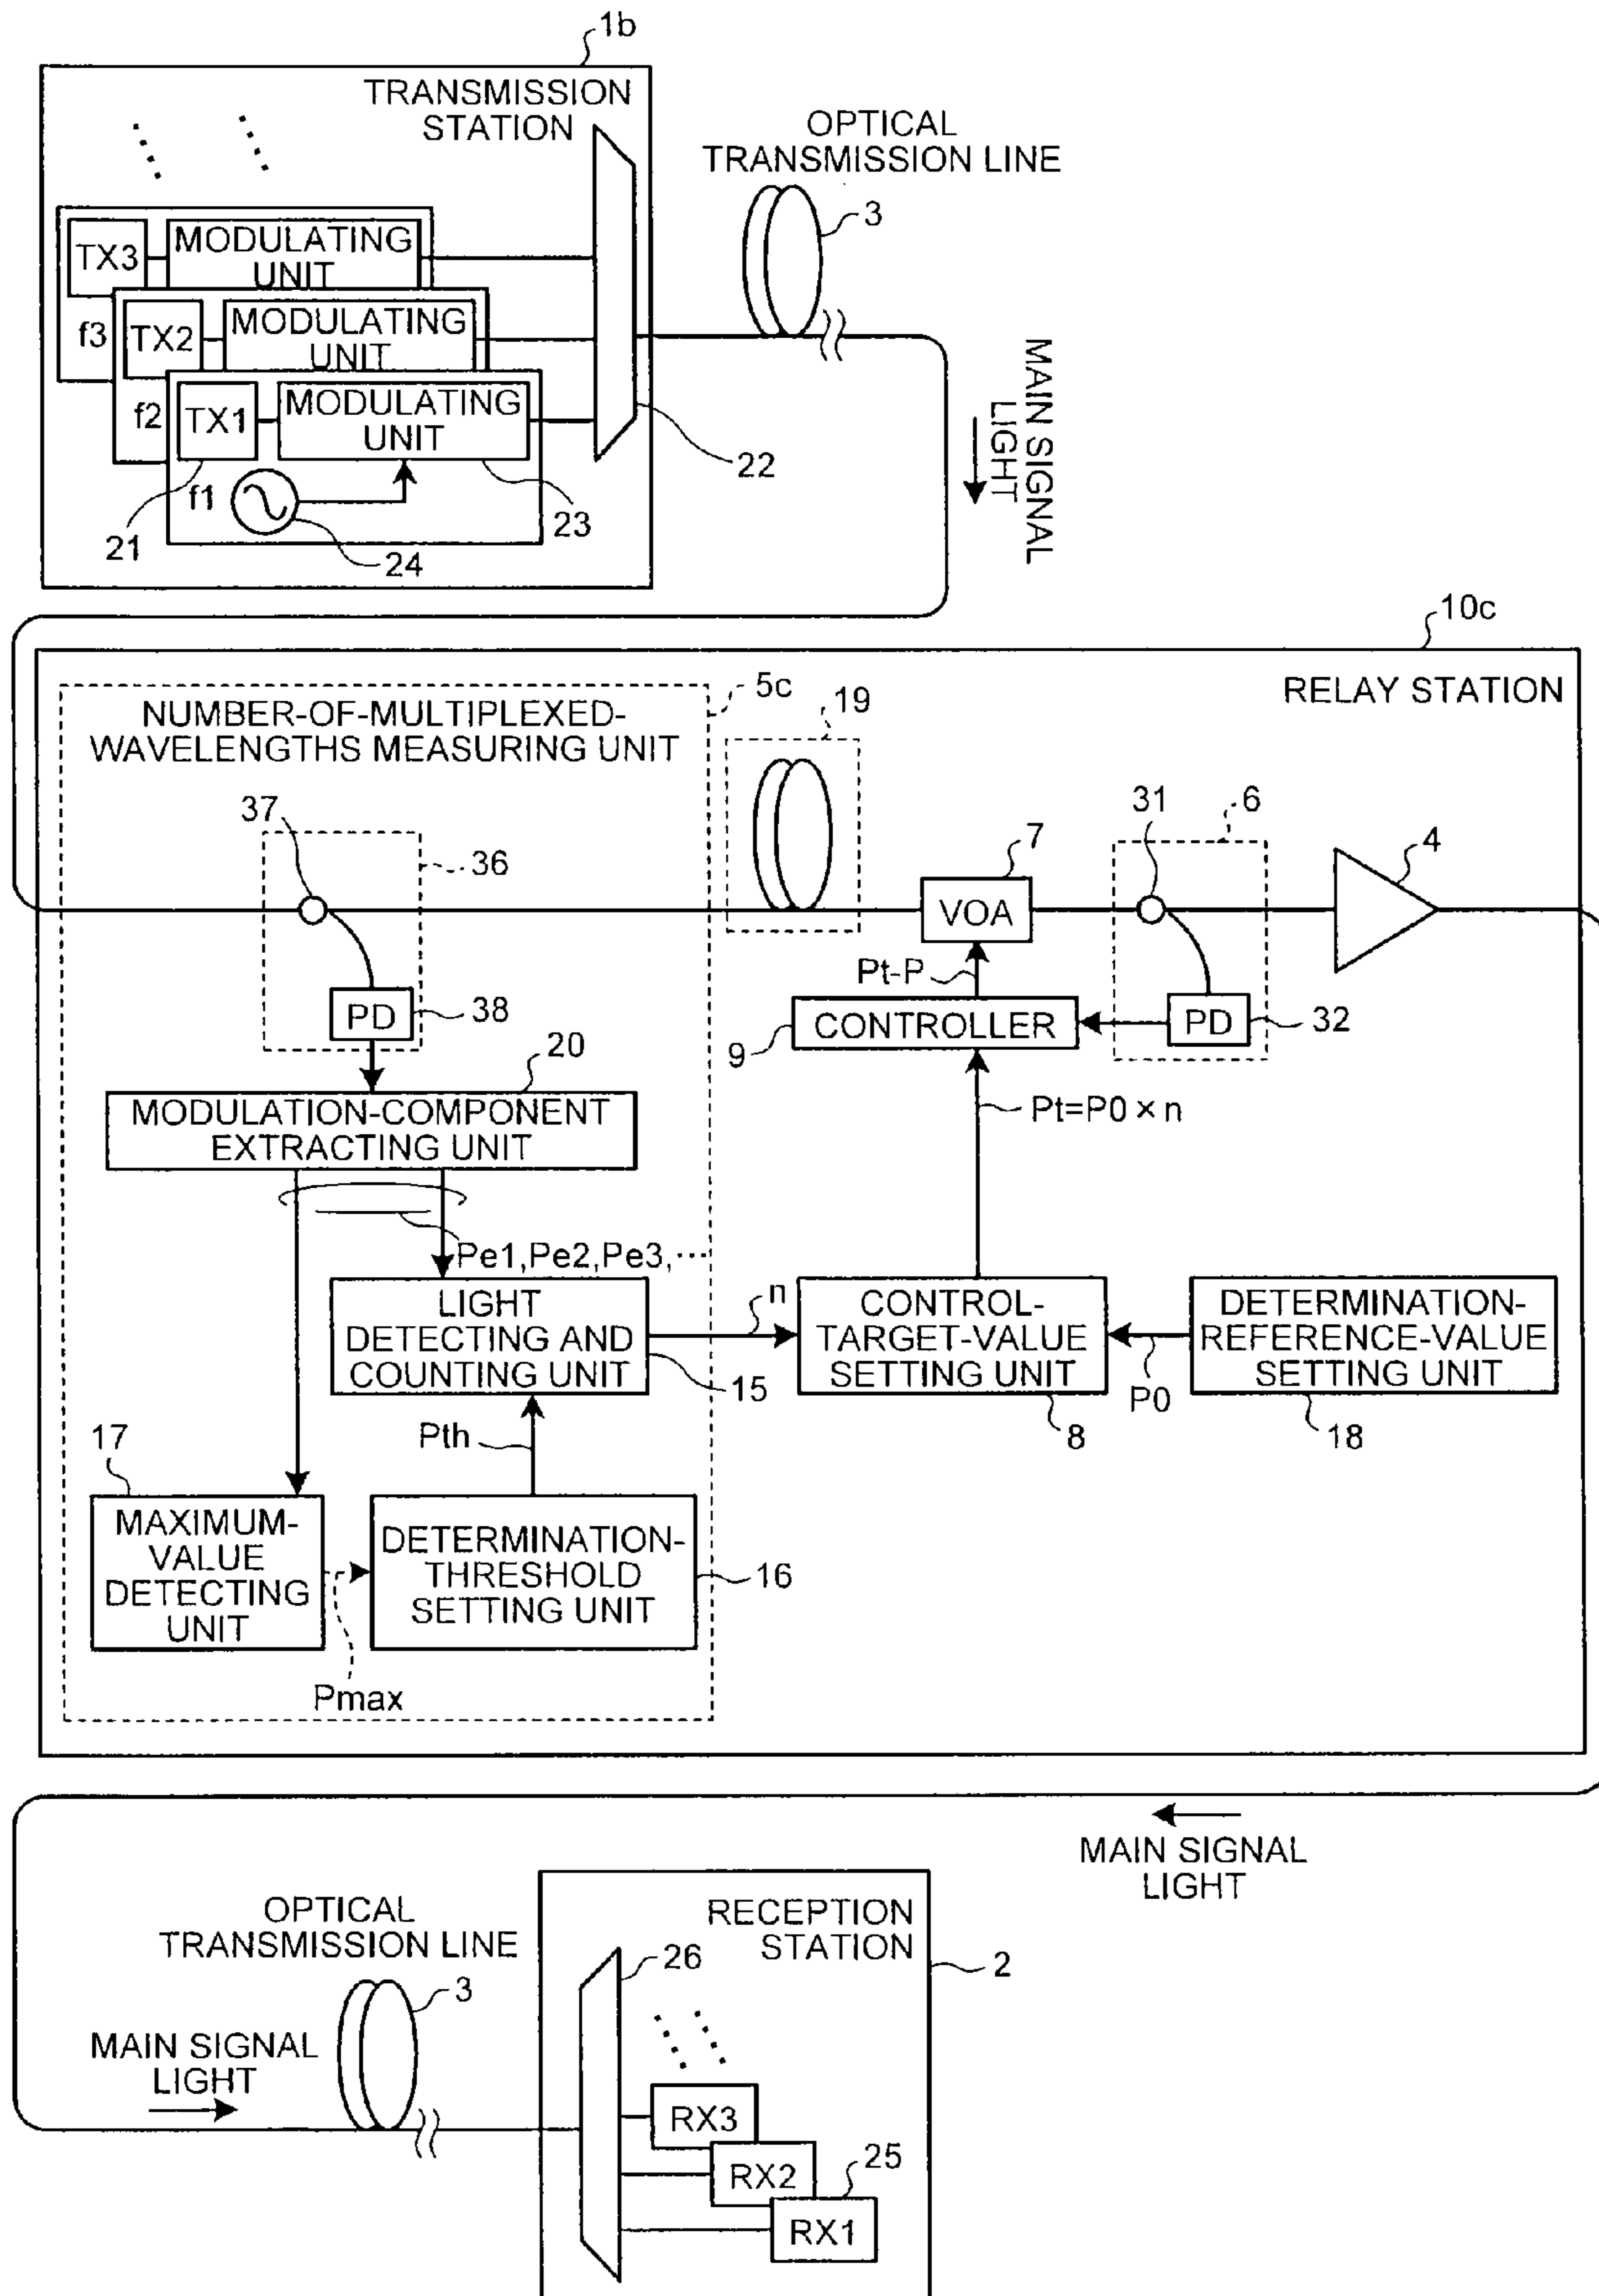 1b
TRANSMISSION
STATION
OPTICAL
TRANSMISSION LINE
3
TX3
MODULATING
UNIT
f3
TX2
MODULATING
UNIT
f2
TX1
MODULATING
UNIT
f1
21
24
23
22
MAIN SIGNAL
LIGHT
10c
RELAY STATION
5c
NUMBER-OF-MULTIPLEXED-
WAVELENGTHS MEASURING UNIT
19
37
36
31
6
7
4
VOA
Pt-P
PD
38
9
CONTROLLER
PD
32
20
MODULATION-COMPONENT
EXTRACTING UNIT
Pt=P0×n
Pe1,Pe2,Pe3,···
LIGHT
DETECTING AND
COUNTING UNIT
15
n
CONTROL-
TARGET-VALUE
SETTING UNIT
8
P0
DETERMINATION-
REFERENCE-VALUE
SETTING UNIT
18
Pth
17
MAXIMUM-
VALUE
DETECTING
UNIT
DETERMINATION-
THRESHOLD
SETTING UNIT
16
Pmax
MAIN SIGNAL
LIGHT
OPTICAL
TRANSMISSION LINE
3
MAIN SIGNAL
LIGHT
RECEPTION
STATION
2
26
RX3
RX2
25
RX1